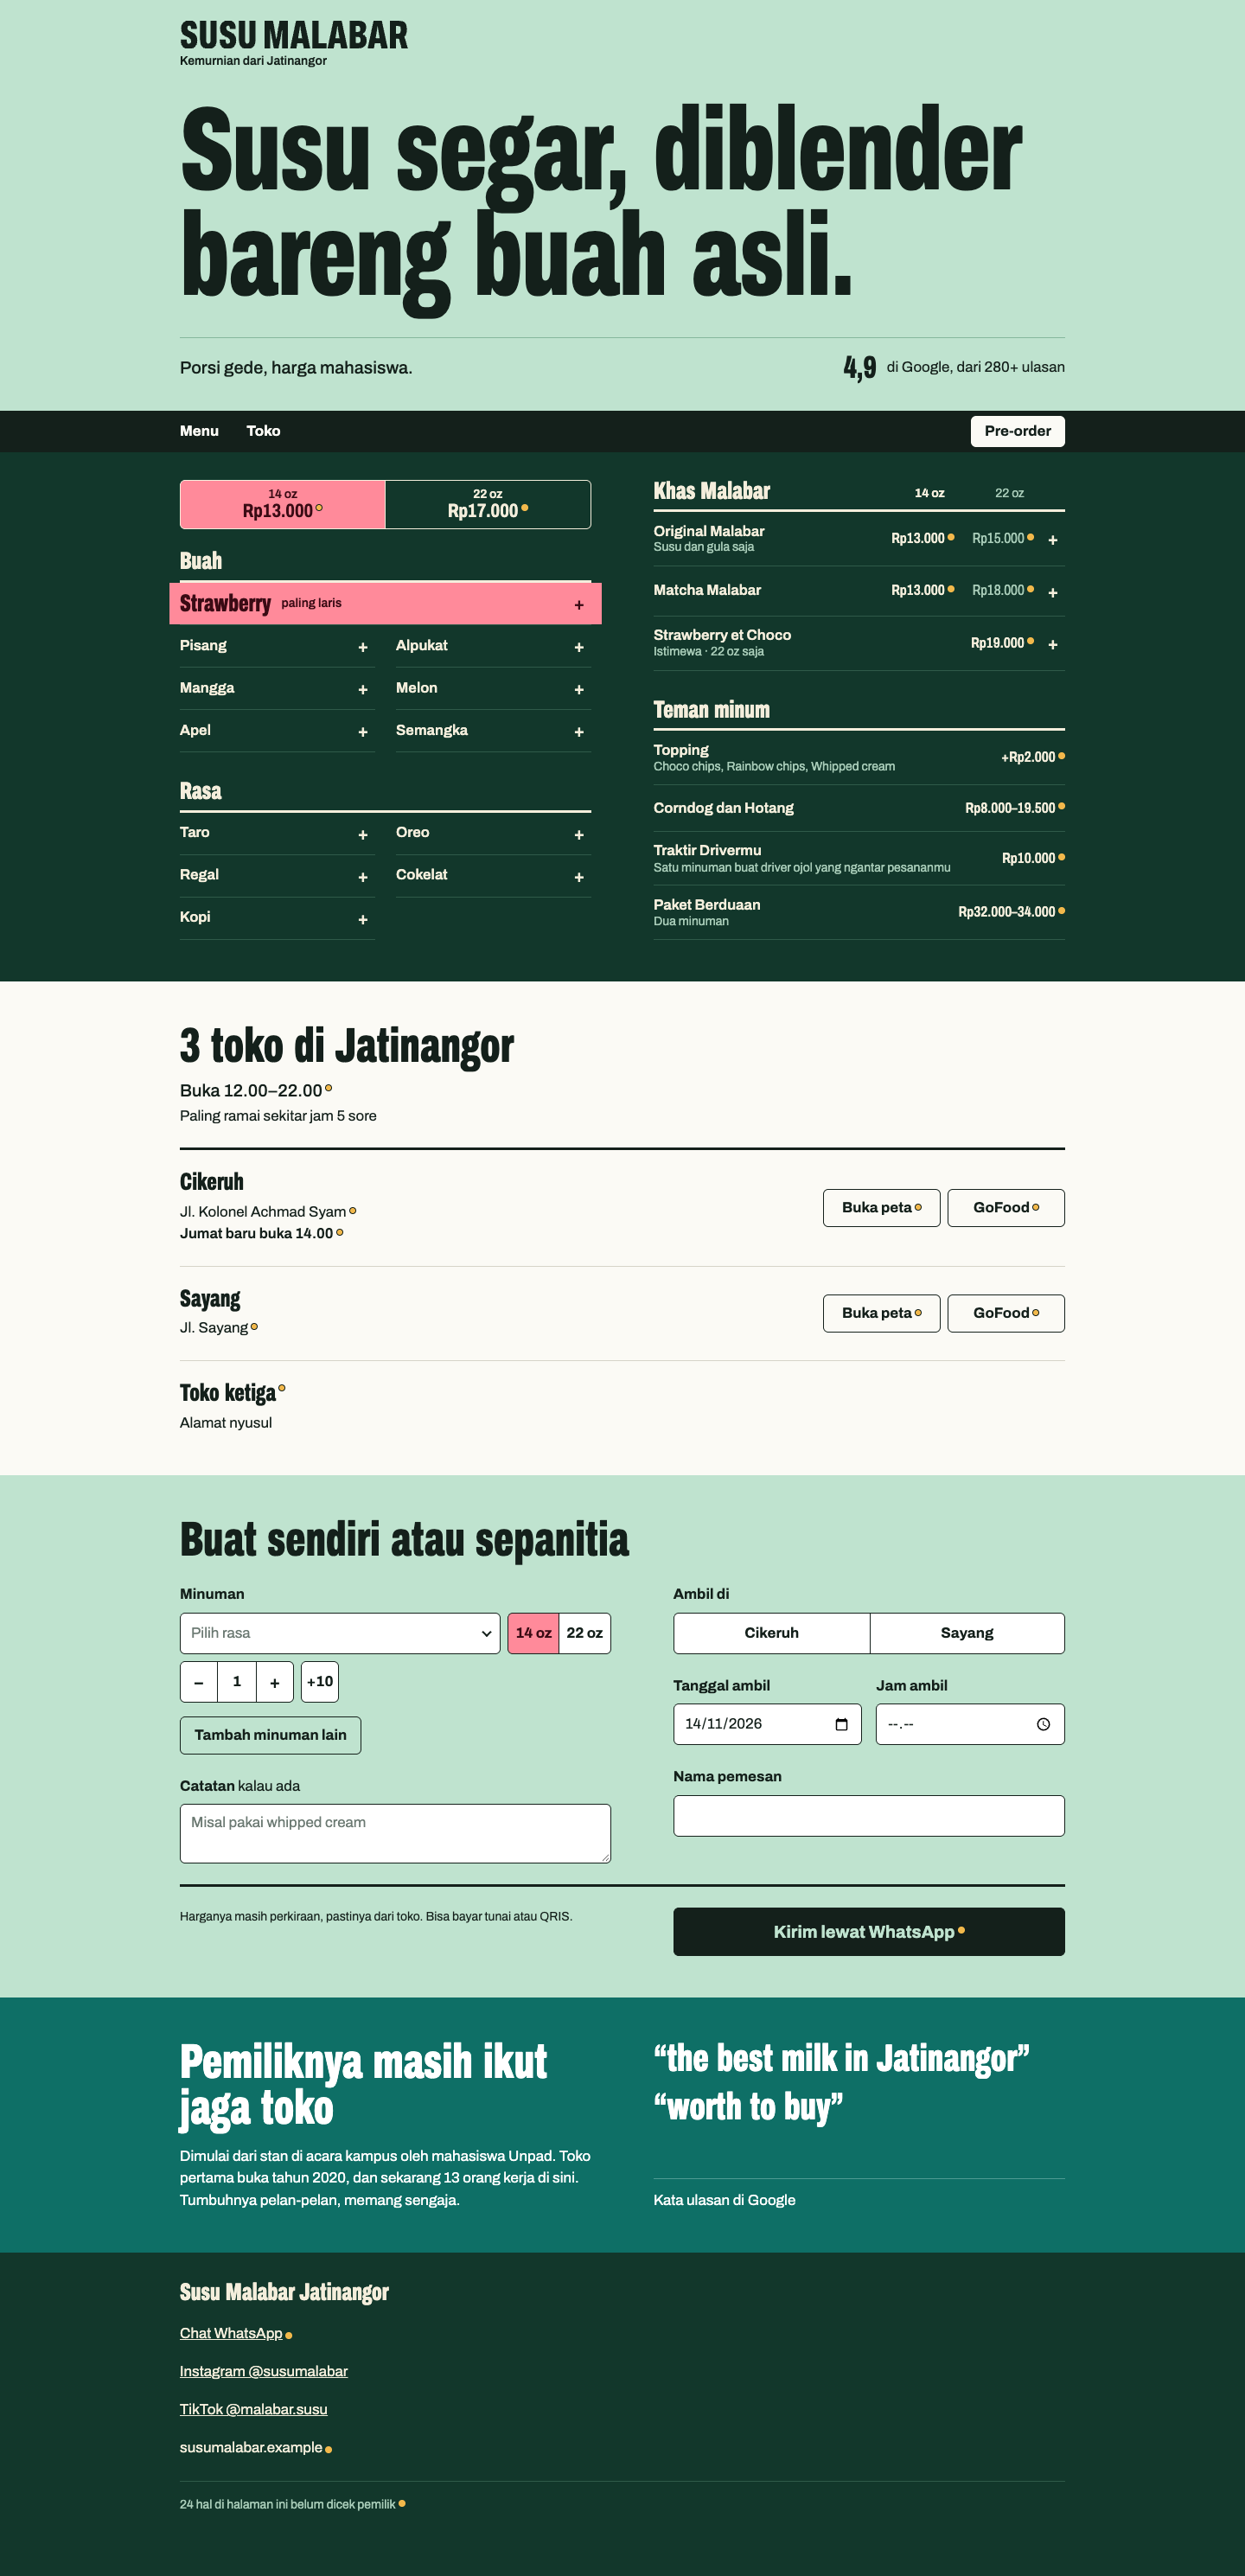 SUSU MALABAR
Kemurnian dari Jatinangor
Susu segar, diblender
bareng buah asli.
Porsi gede, harga mahasiswa.
4,9 di Google, dari 280+ ulasan
Menu Toko Pre-order
14 oz 22 oz
Rp13.000 Rp17.000
Buah
Strawberry paling laris +
Pisang + Alpukat +
Mangga + Melon +
Apel + Semangka +
Rasa
Taro + Oreo +
Regal + Cokelat +
Kopi +
Khas Malabar 14 oz 22 oz
Original Malabar Rp13.000 Rp15.000 +
Susu dan gula saja
Matcha Malabar Rp13.000 Rp18.000 +
Strawberry et Choco Rp19.000 +
Istimewa · 22 oz saja
Teman minum
Topping +Rp2.000
Choco chips, Rainbow chips, Whipped cream
Corndog dan Hotang Rp8.000–19.500
Traktir Drivermu Rp10.000
Satu minuman buat driver ojol yang ngantar pesananmu
Paket Berduaan Rp32.000–34.000
Dua minuman
3 toko di Jatinangor
Buka 12.00–22.00
Paling ramai sekitar jam 5 sore
Cikeruh
Jl. Kolonel Achmad Syam
Jumat baru buka 14.00
Buka peta GoFood
Sayang
Jl. Sayang
Buka peta GoFood
Toko ketiga
Alamat nyusul
Buat sendiri atau sepanitia
Minuman
Pilih rasa 14 oz 22 oz
– 1 + +10
Tambah minuman lain
Catatan kalau ada
Misal pakai whipped cream
Ambil di
Cikeruh Sayang
Tanggal ambil Jam ambil
14/11/2026 --.--
Nama pemesan
Harganya masih perkiraan, pastinya dari toko. Bisa bayar tunai atau QRIS.
Kirim lewat WhatsApp
Pemiliknya masih ikut
jaga toko
Dimulai dari stan di acara kampus oleh mahasiswa Unpad. Toko
pertama buka tahun 2020, dan sekarang 13 orang kerja di sini.
Tumbuhnya pelan-pelan, memang sengaja.
“the best milk in Jatinangor”
“worth to buy”
Kata ulasan di Google
Susu Malabar Jatinangor
Chat WhatsApp
Instagram @susumalabar
TikTok @malabar.susu
susumalabar.example
24 hal di halaman ini belum dicek pemilik